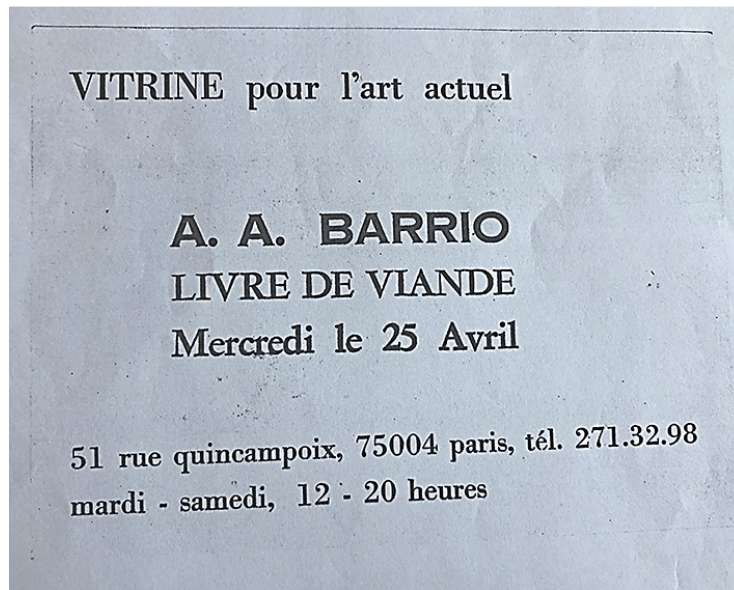 VITRINE pour l'art actuel
A. A. BARRIO
LIVRE DE VIANDE
Mercredi le 25 Avril
51 rue quincampoix, 75004 paris, tél. 271.32.98
mardi - samedi, 12 - 20 heures